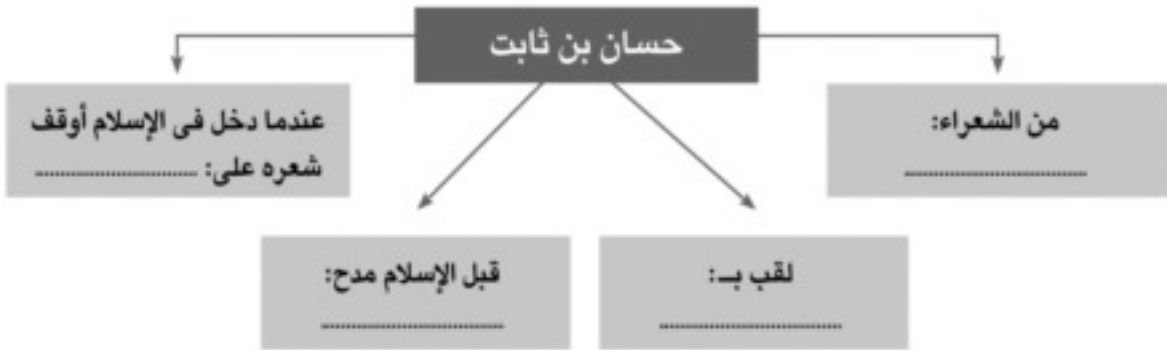 حسان بن ثابت
من الشعراء:
................................
عندما دخل فى الإسلام أوقف
شعره على: ................................
لقب بـ:
................................
قبل الإسلام مدح:
................................